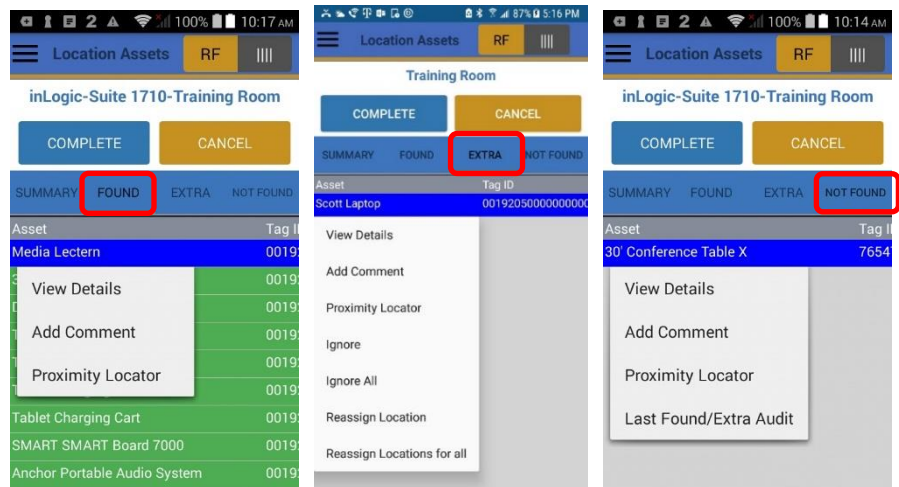 2 100% 10:17 AM
Location Assets RF
inLogic-Suite 1710-Training Room
COMPLETE CANCEL
SUMMARY FOUND EXTRA NOT FOUND
Asset Tag I
Media Lectern 0019
View Details
Add Comment
Proximity Locator
0019
0019
0019
0019
0019
Tablet Charging Cart 0019
SMART SMART Board 7000 0019
Anchor Portable Audio System 0019
87% 5:16 PM
Location Assets RF
Training Room
COMPLETE CANCEL
SUMMARY FOUND EXTRA NOT FOUND
Asset Tag ID
Scott Laptop 00192050000000000
View Details
Add Comment
Proximity Locator
Ignore
Ignore All
Reassign Location
Reassign Locations for all
2 100% 10:14 AM
Location Assets RF
inLogic-Suite 1710-Training Room
COMPLETE CANCEL
SUMMARY FOUND EXTRA NOT FOUND
Asset Tag I
30' Conference Table X 7654
View Details
Add Comment
Proximity Locator
Last Found/Extra Audit